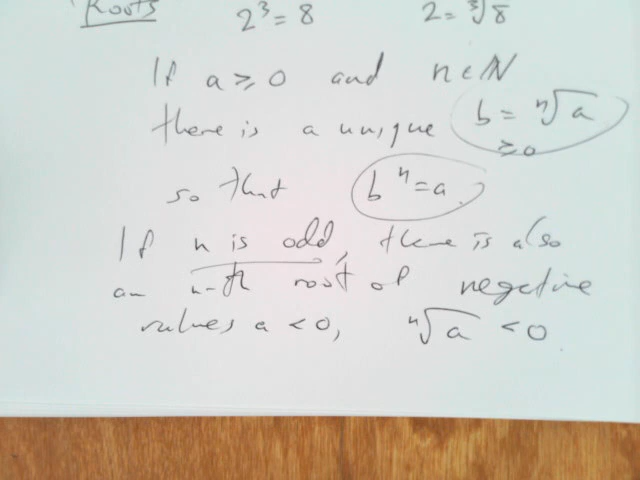 Roots 2³ = 8 2 = ∛8
If a ≥ 0 and n ∈ ℕ
there is a unique b = ⁿ√a
≥ 0
so that bⁿ = a.
If n is odd, there is also
an n-th root of negative
values a < 0, ⁿ√a < 0